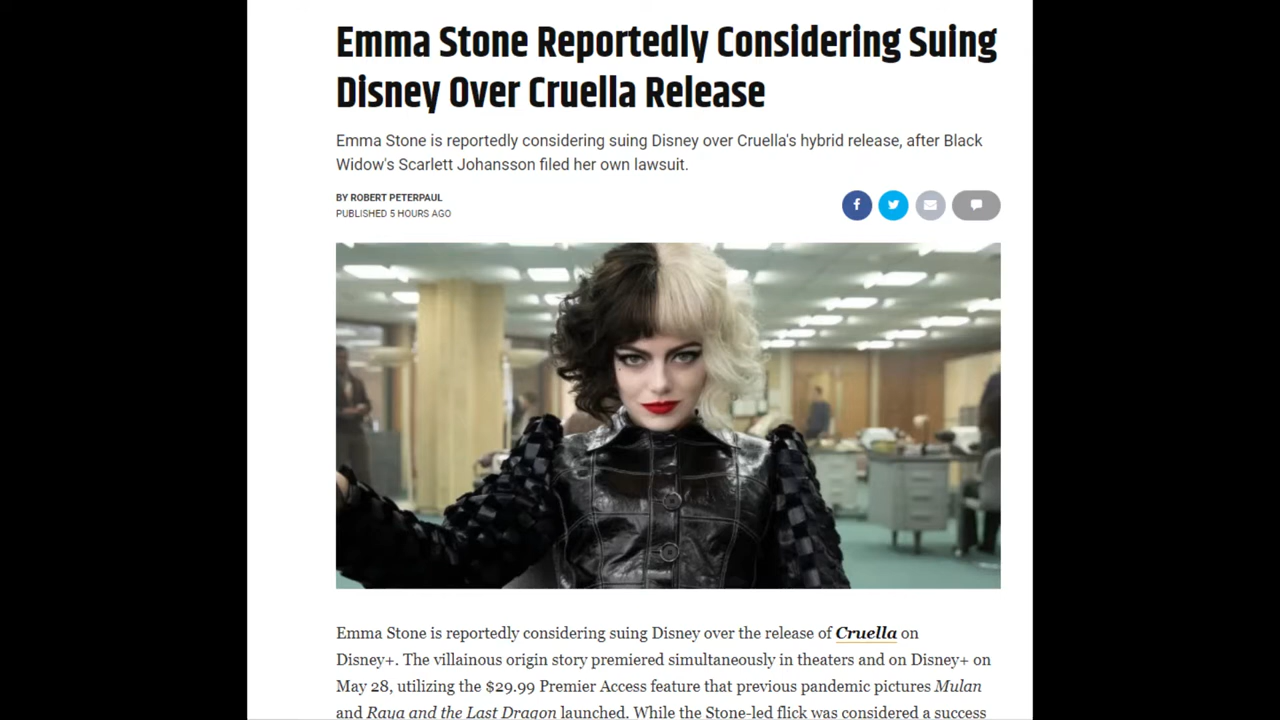 Emma Stone Reportedly Considering Suing
Disney Over Cruella Release
Emma Stone is reportedly considering suing Disney over Cruella's hybrid release, after Black
Widow's Scarlett Johansson filed her own lawsuit.
BY ROBERT PETERPAUL
PUBLISHED 5 HOURS AGO
Emma Stone is reportedly considering suing Disney over the release of Cruella on
Disney+. The villainous origin story premiered simultaneously in theaters and on Disney+ on
May 28, utilizing the $29.99 Premier Access feature that previous pandemic pictures Mulan
and Raya and the Last Dragon launched. While the Stone-led flick was considered a success